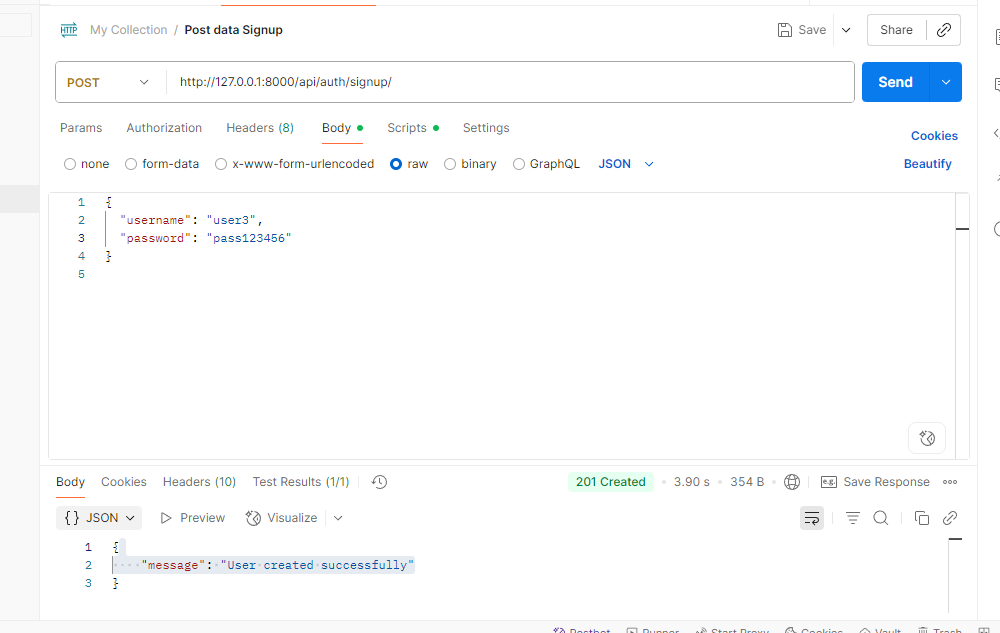 HTTP My Collection / Post data Signup Save Share
POST http://127.0.0.1:8000/api/auth/signup/ Send
Params Authorization Headers (8) Body Scripts Settings Cookies
none form-data x-www-form-urlencoded raw binary GraphQL JSON Beautify
1 {
2 "username": "user3",
3 "password": "pass123456"
4 }
5
Body Cookies Headers (10) Test Results (1/1) 201 Created 3.90 s 354 B e.g. Save Response
{} JSON Preview Visualize
1 {
2 "message": "User created successfully"
3 }
Postbot Runner Start Proxy Cookies Vault Trash